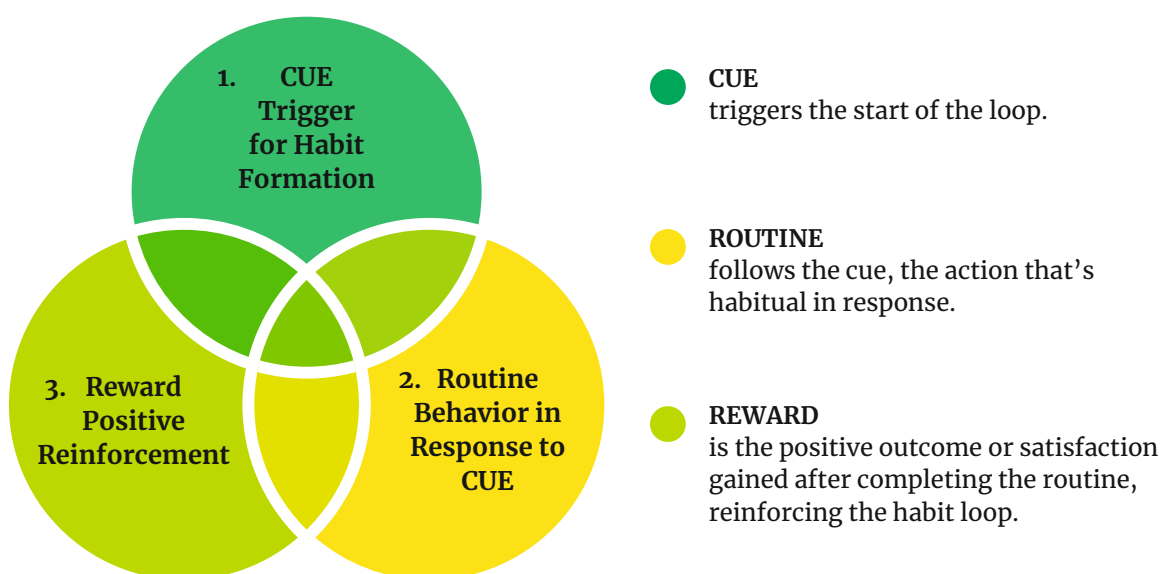 1. CUE
Trigger
for Habit
Formation
3. Reward
Positive
Reinforcement
2. Routine
Behavior in
Response to
CUE
CUE
triggers the start of the loop.
ROUTINE
follows the cue, the action that’s
habitual in response.
REWARD
is the positive outcome or satisfaction
gained after completing the routine,
reinforcing the habit loop.